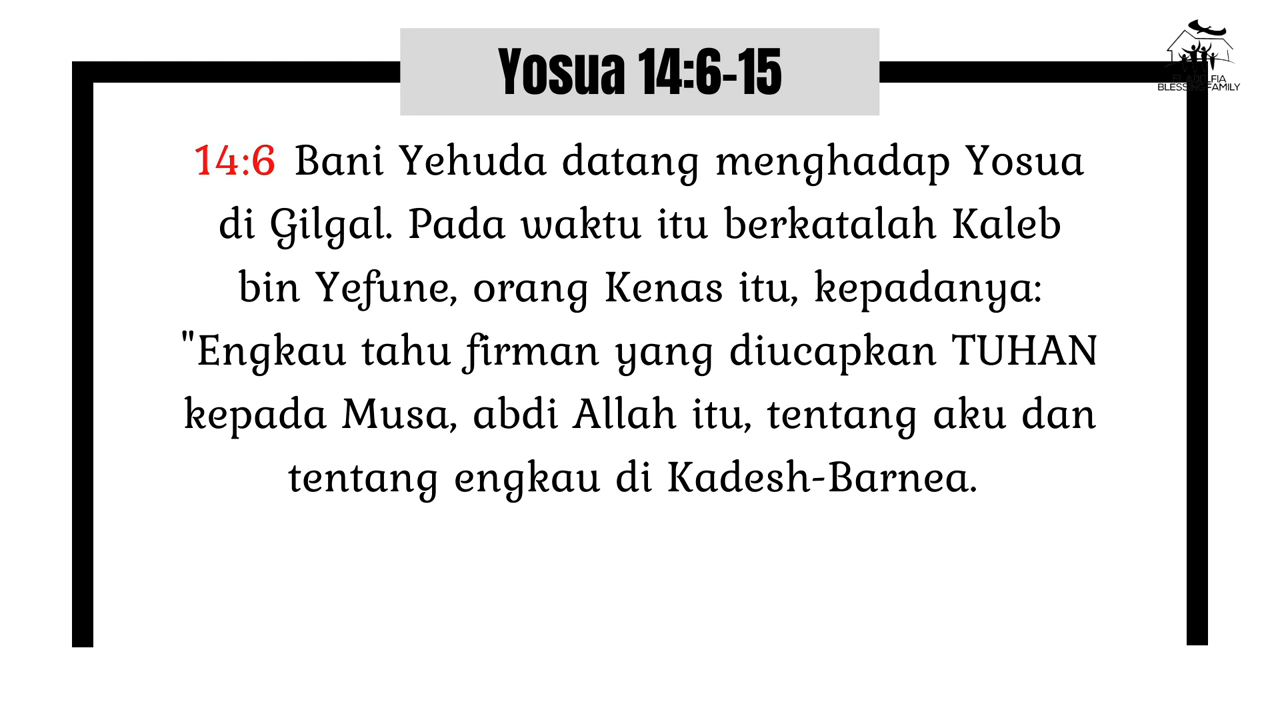 Yosua 14:6-15
14:6 Bani Yehuda datang menghadap Yosua
di Gilgal. Pada waktu itu berkatalah Kaleb
bin Yefune, orang Kenas itu, kepadanya:
"Engkau tahu firman yang diucapkan TUHAN
kepada Musa, abdi Allah itu, tentang aku dan
tentang engkau di Kadesh-Barnea.
BLESSING FAMILY